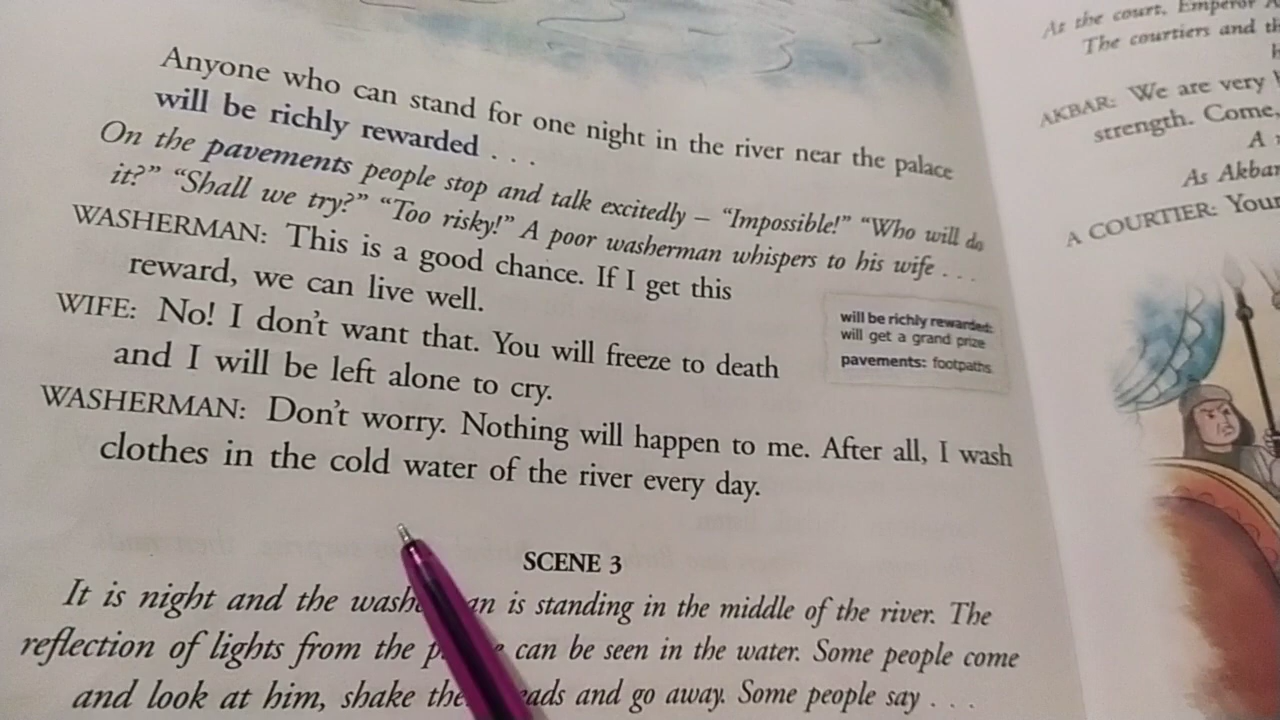 Anyone who can stand for one night in the river near the palace
will be richly rewarded . . .
On the pavements people stop and talk excitedly – “Impossible!” “Who will do
it?” “Shall we try?” “Too risky!” A poor washerman whispers to his wife . . .
WASHERMAN: This is a good chance. If I get this
reward, we can live well.
WIFE: No! I don’t want that. You will freeze to death
and I will be left alone to cry.
WASHERMAN: Don’t worry. Nothing will happen to me. After all, I wash
clothes in the cold water of the river every day.
will be richly rewarded:
will get a grand prize
pavements: footpaths
SCENE 3
It is night and the is standing in the middle of the river. The
reflection of lights from the can be seen in the water. Some people come
and look at him, shake and go away. Some people say . . .
As the court, Emperor
The courtiers and
AKBAR: We are very
strength. Come,
A
As Akbar
A COURTIER: Your